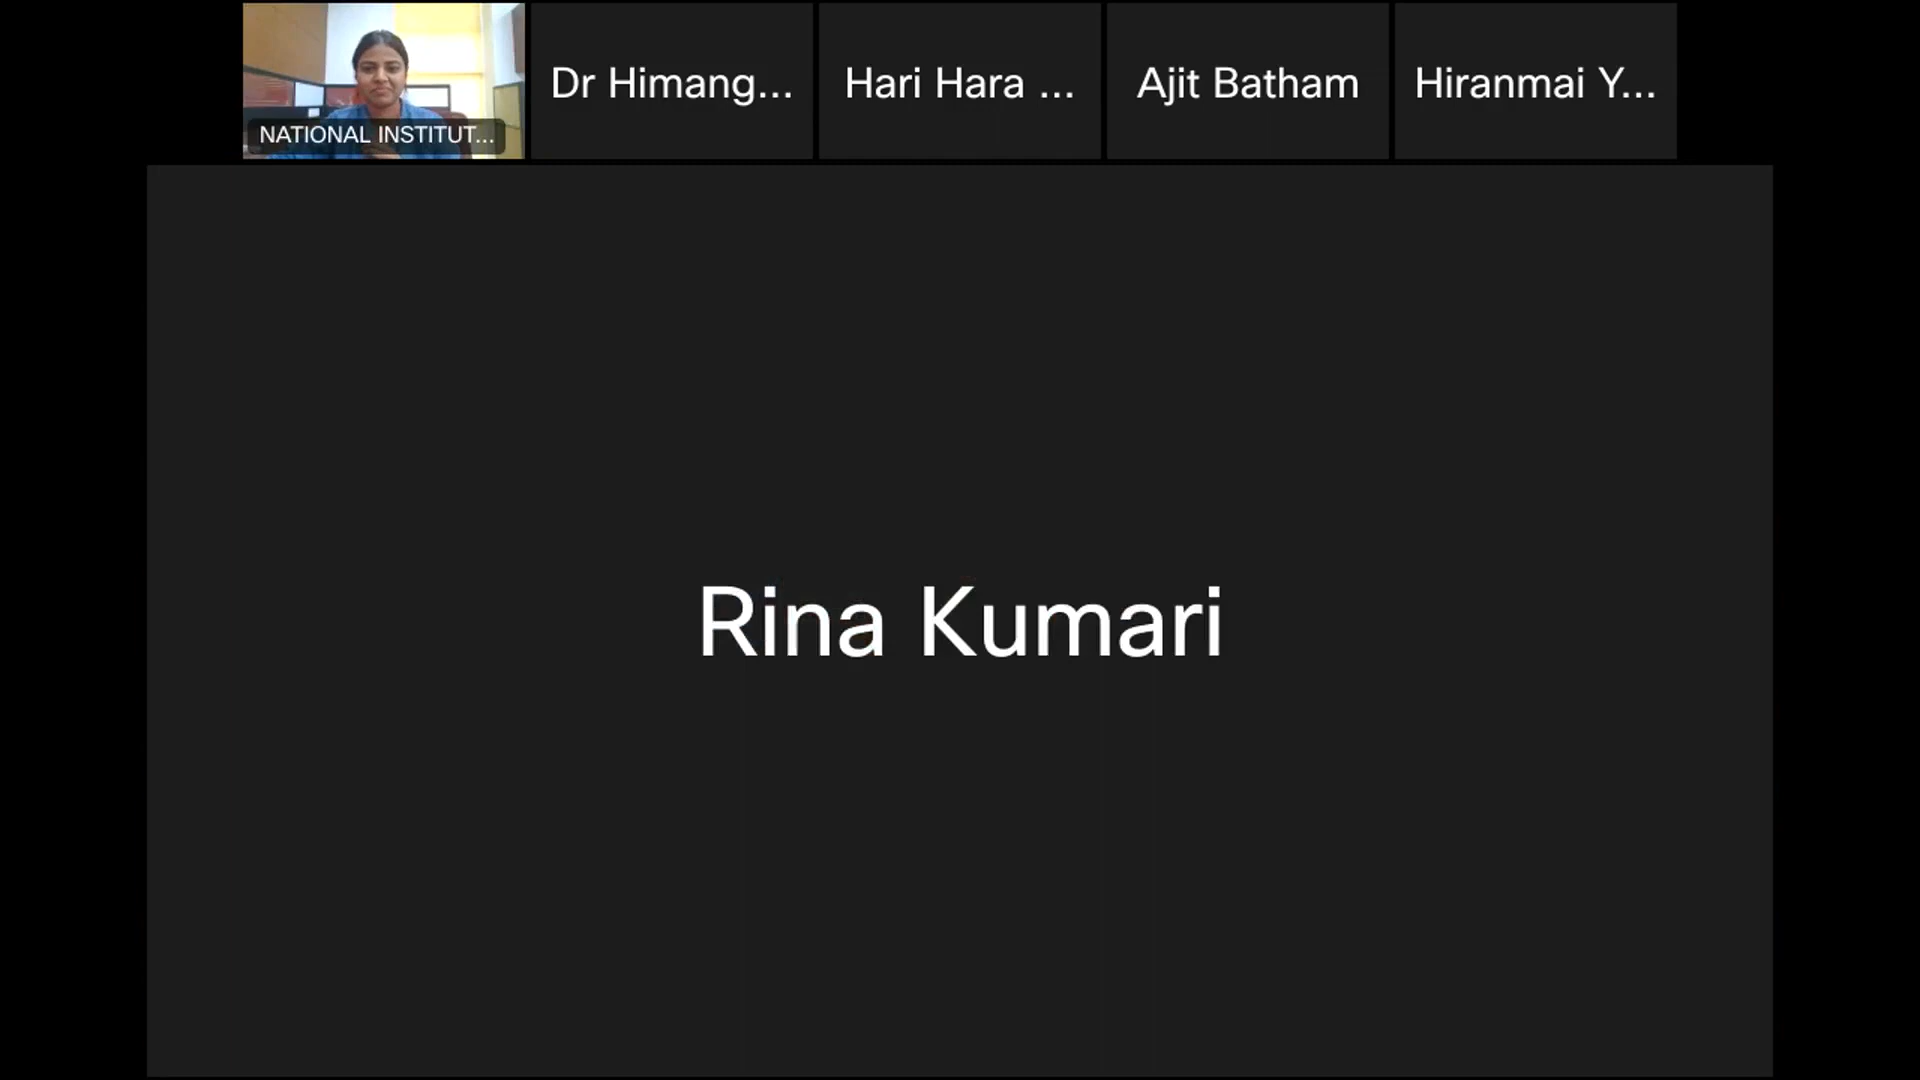 NATIONAL INSTITUT...
Dr Himang...
Hari Hara ...
Ajit Batham
Hiranmai Y...
Rina Kumari